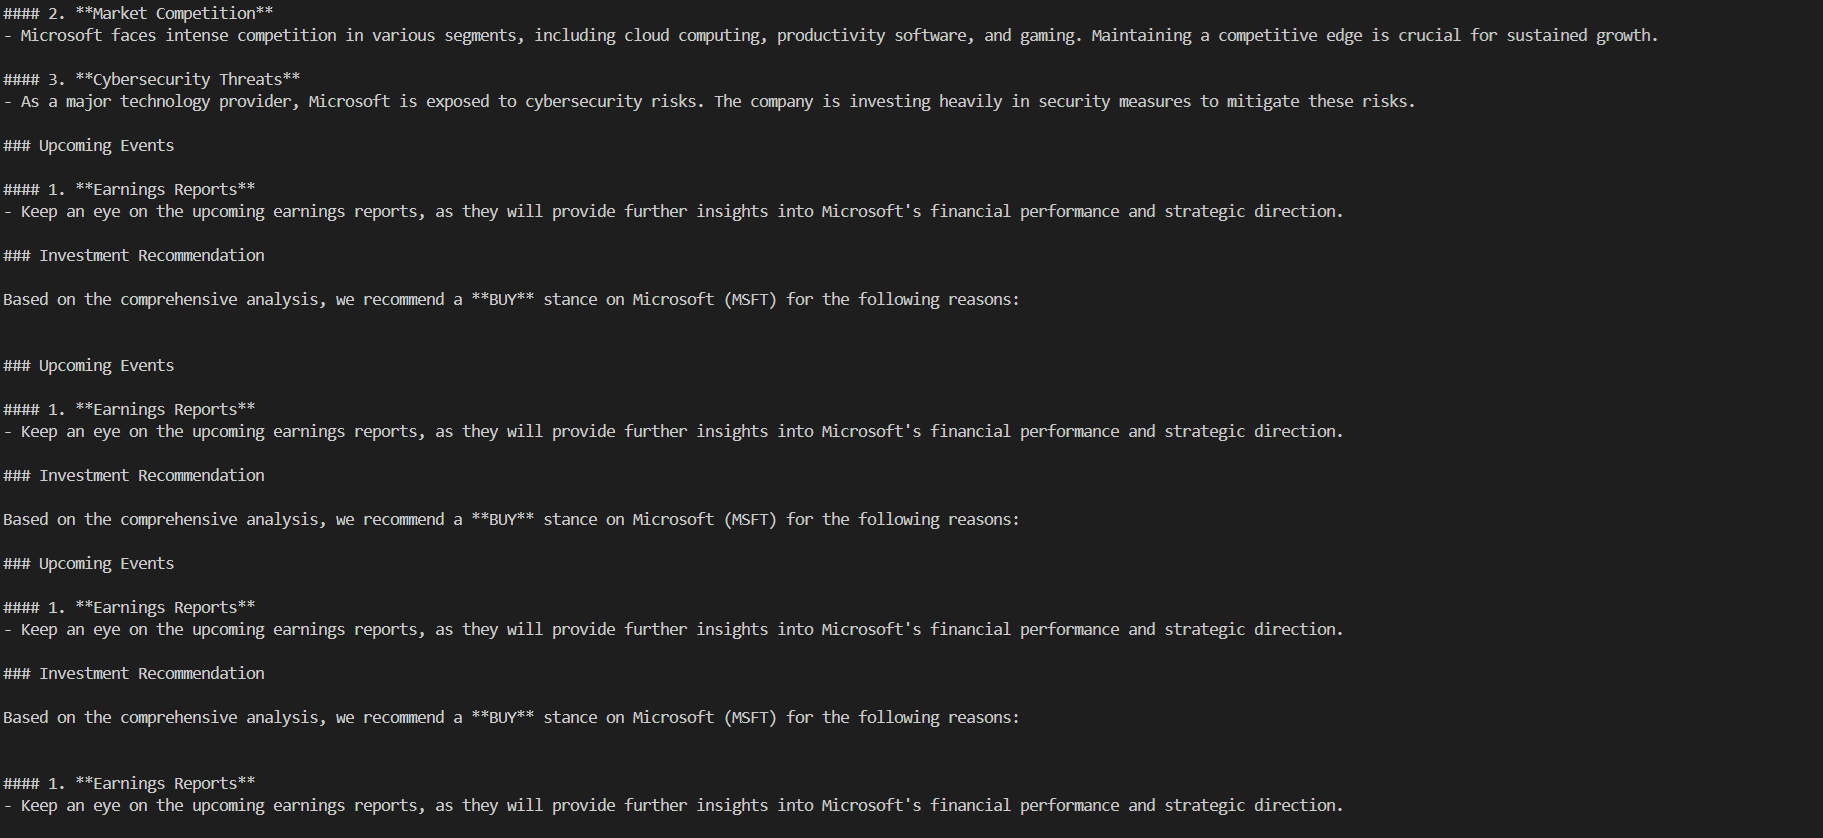 #### 2. **Market Competition**
- Microsoft faces intense competition in various segments, including cloud computing, productivity software, and gaming. Maintaining a competitive edge is crucial for sustained growth.
#### 3. **Cybersecurity Threats**
- As a major technology provider, Microsoft is exposed to cybersecurity risks. The company is investing heavily in security measures to mitigate these risks.
### Upcoming Events
#### 1. **Earnings Reports**
- Keep an eye on the upcoming earnings reports, as they will provide further insights into Microsoft's financial performance and strategic direction.
### Investment Recommendation
Based on the comprehensive analysis, we recommend a **BUY** stance on Microsoft (MSFT) for the following reasons:
### Upcoming Events
#### 1. **Earnings Reports**
- Keep an eye on the upcoming earnings reports, as they will provide further insights into Microsoft's financial performance and strategic direction.
### Investment Recommendation
Based on the comprehensive analysis, we recommend a **BUY** stance on Microsoft (MSFT) for the following reasons:
### Upcoming Events
#### 1. **Earnings Reports**
- Keep an eye on the upcoming earnings reports, as they will provide further insights into Microsoft's financial performance and strategic direction.
### Investment Recommendation
Based on the comprehensive analysis, we recommend a **BUY** stance on Microsoft (MSFT) for the following reasons:
#### 1. **Earnings Reports**
- Keep an eye on the upcoming earnings reports, as they will provide further insights into Microsoft's financial performance and strategic direction.